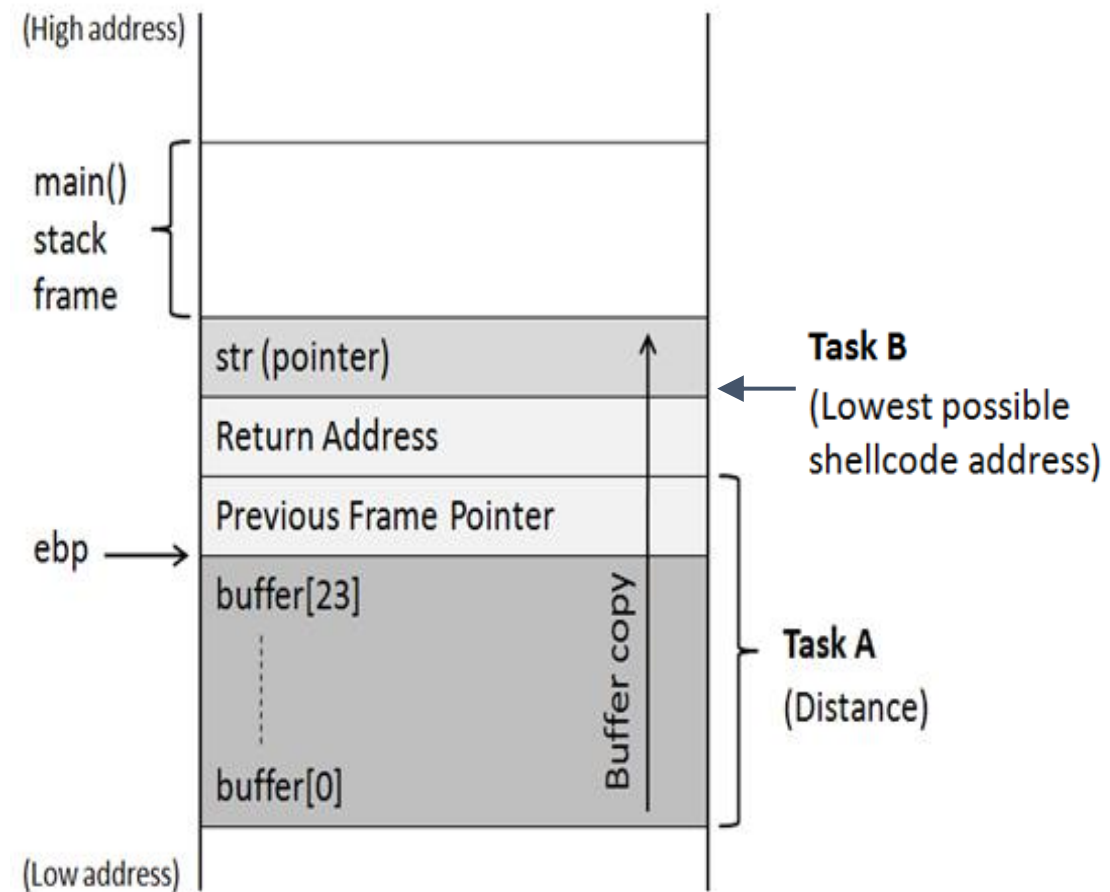 (High address)
main()
stack
frame
str (pointer)
Task B
(Lowest possible
shellcode address)
Return Address
Previous Frame Pointer
ebp
buffer[23]
Buffer copy
Task A
(Distance)
buffer[0]
(Low address)